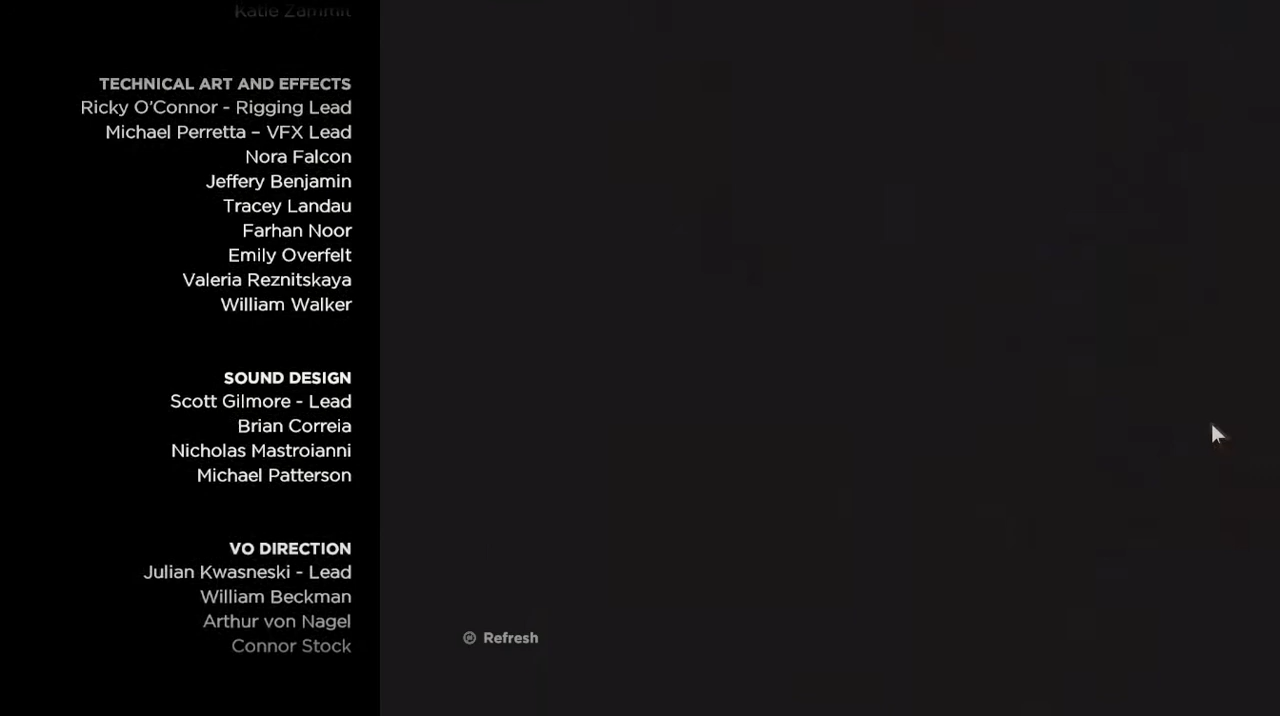 Katie Zammit
TECHNICAL ART AND EFFECTS
Ricky O'Connor - Rigging Lead
Michael Perretta – VFX Lead
Nora Falcon
Jeffery Benjamin
Tracey Landau
Farhan Noor
Emily Overfelt
Valeria Reznitskaya
William Walker
SOUND DESIGN
Scott Gilmore - Lead
Brian Correia
Nicholas Mastroianni
Michael Patterson
VO DIRECTION
Julian Kwasneski - Lead
William Beckman
Arthur von Nagel
Connor Stock
Refresh